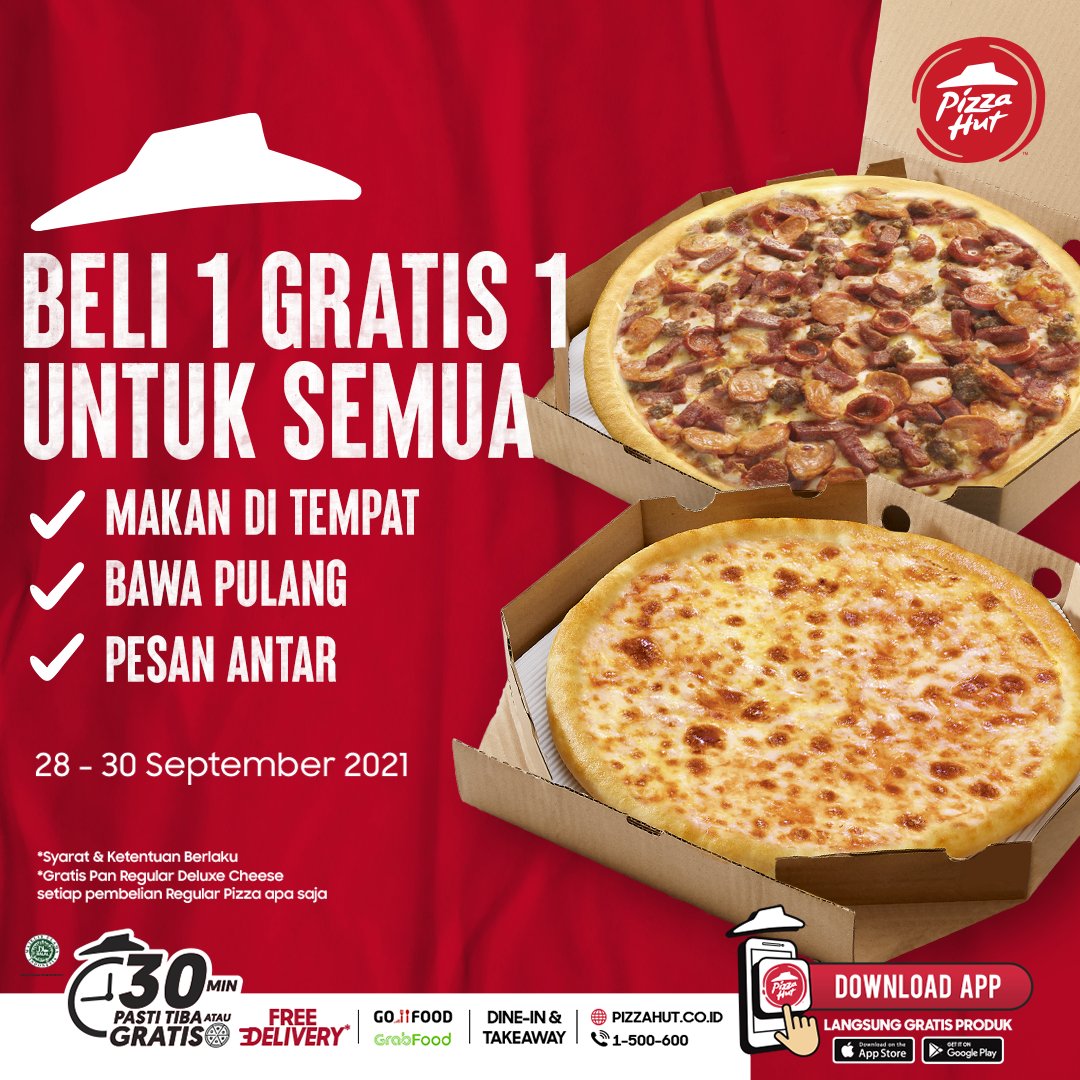 Pizza
Hut
BELI 1 GRATIS 1
UNTUK SEMUA
MAKAN DI TEMPAT
BAWA PULANG
PESAN ANTAR
28 - 30 September 2021
*Syarat & Ketentuan Berlaku
*Gratis Pan Regular Deluxe Cheese
setiap pembelian Regular Pizza apa saja
30 MIN
PASTI TIBA ATAU
GRATIS
FREE
DELIVERY*
GOFOOD
GrabFood
DINE-IN &
TAKEAWAY
PIZZAHUT.CO.ID
1-500-600
Pizza
Hut
DOWNLOAD APP
LANGSUNG GRATIS PRODUK
Download on the
App Store
GET IT ON
Google Play